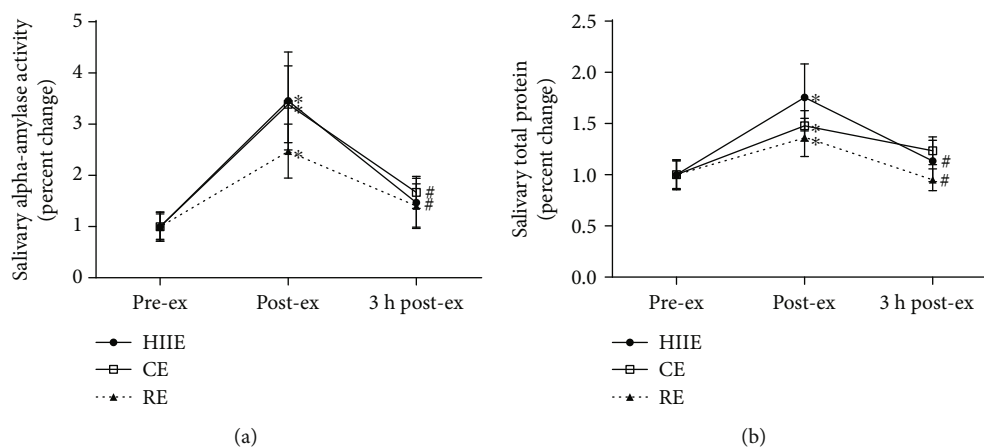 Salivary alpha-amylase activity
(percent change)
5
4
3
2
1
0
*
*
*
#
#
Pre-ex Post-ex 3 h post-ex
HIIE
CE
RE
(a)
Salivary total protein
(percent change)
2.5
2.0
1.5
1.0
0.5
0.0
*
*
*
#
#
Pre-ex Post-ex 3 h post-ex
HIIE
CE
RE
(b)